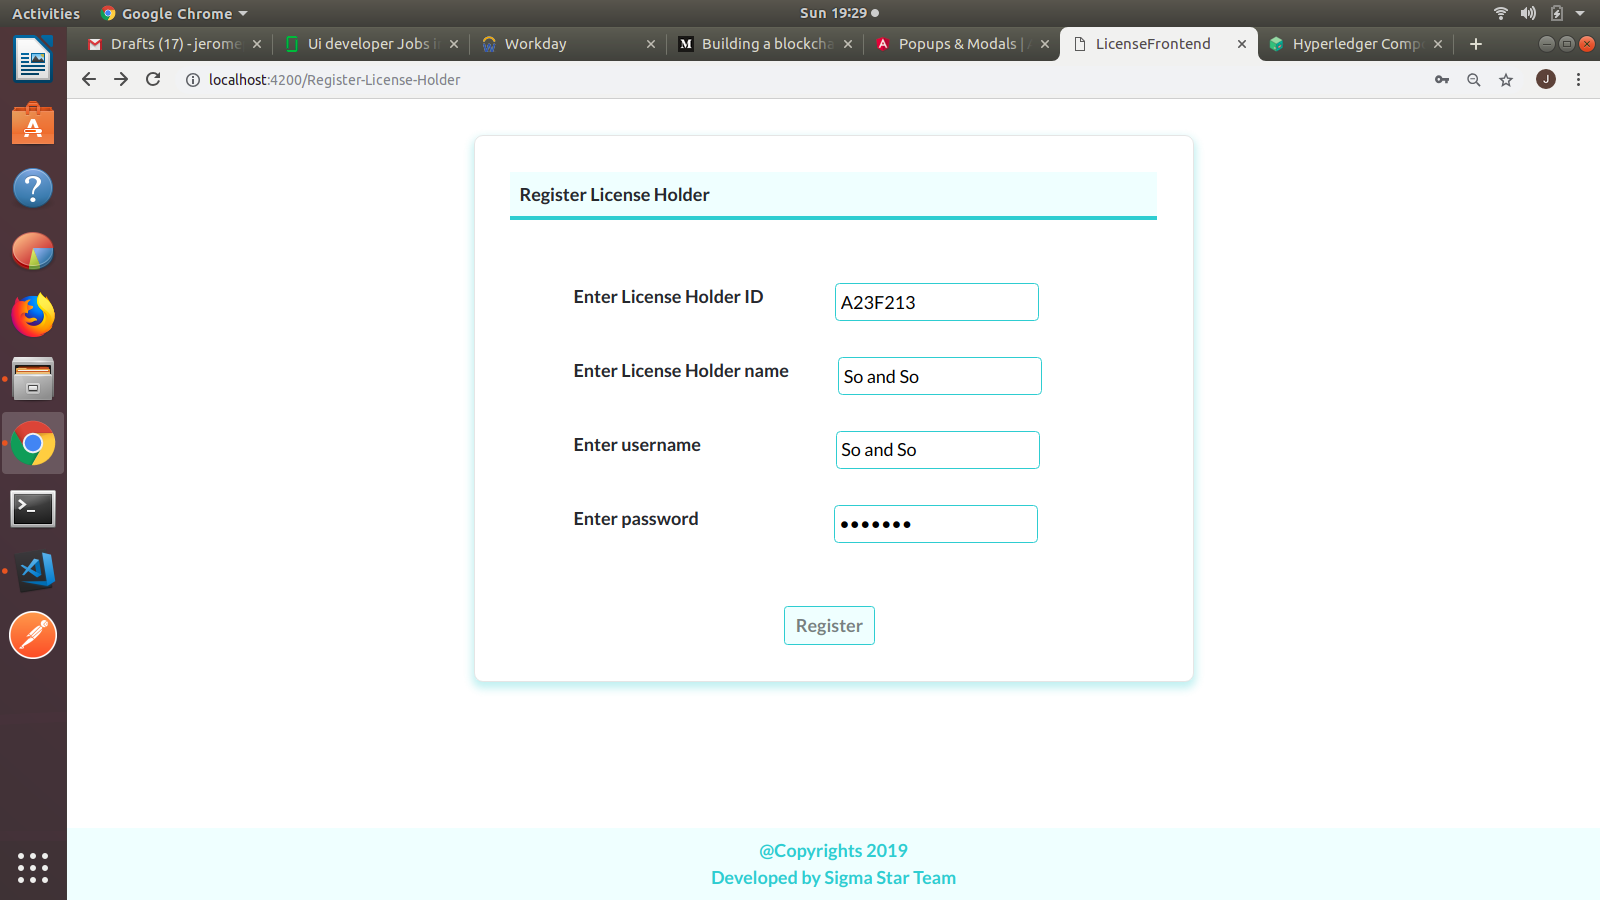 Activities
Google Chrome
Sun 19:29
Drafts (17) - jerome
Ui developer Jobs i
Workday
M Building a blockcha
A Popups & Modals |
LicenseFrontend
Hyperledger Comp
localhost:4200/Register-License-Holder
J
Register License Holder
Enter License Holder ID
A23F213
Enter License Holder name
So and So
Enter username
So and So
Enter password
•••••••
Register
@Copyrights 2019
Developed by Sigma Star Team